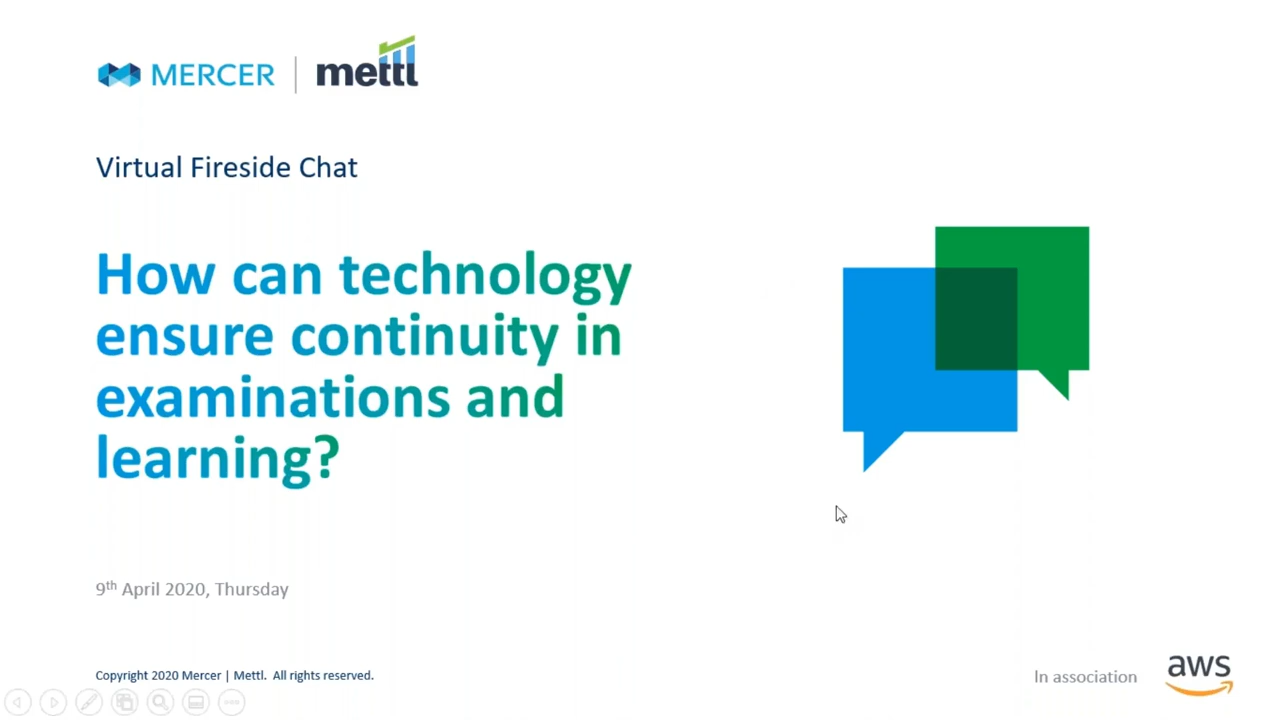 MERCER | mettl
Virtual Fireside Chat
How can technology
ensure continuity in
examinations and
learning?
9th April 2020, Thursday
Copyright 2020 Mercer | Mettl. All rights reserved.
In association
aws